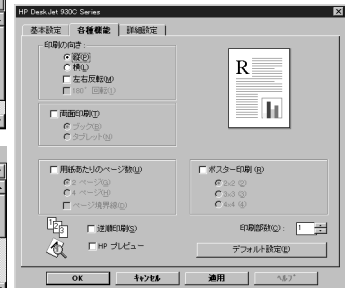 HP DeskJet 930C Series
基本設定 各種機能 詳細設定
印刷の向き:
縦(P)
横(L)
左右反転(M)
180° 回転(I)
R
両面印刷(T)
ブック(B)
タブレット(N)
用紙あたりのページ数(U)
2 ページ(G)
4 ページ(H)
ページ境界線(D)
ポスター印刷 (R)
2x2 (2)
3x3 (3)
4x4 (4)
逆順印刷(S)
HP プレビュー
印刷部数(C): 1
デフォルト設定(E)
OK キャンセル 適用 ヘルプ